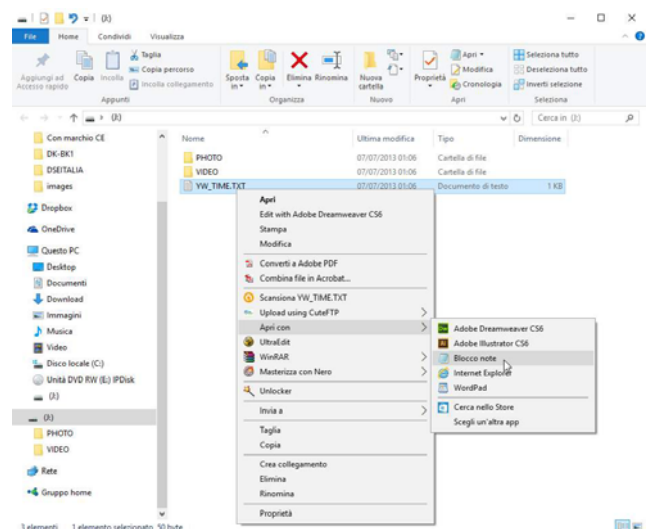 (J:)
File Home Condividi Visualizza
Aggiungi ad Accesso rapido
Copia
Incolla
Taglia
Copia percorso
Incolla collegamento
Sposta in
Copia in
Elimina
Rinomina
Nuova cartella
Proprietà
Apri
Modifica
Cronologia
Seleziona tutto
Deseleziona tutto
Inverti selezione
Appunti Organizza Nuovo Apri Seleziona
(J:) Cerca in (J:)
Nome Ultima modifica Tipo Dimensione
PHOTO 07/07/2013 01:06 Cartella di file
VIDEO 07/07/2013 01:06 Cartella di file
YW_TIME.TXT 07/07/2013 01:06 Documento di testo 1 KB
Con marchio CE
DK-BK1
DSEITALIA
images
Dropbox
OneDrive
Questo PC
Desktop
Documenti
Download
Immagini
Musica
Video
Disco locale (C:)
Unità DVD RW (E:) IPDisk
(J:)
(J:)
PHOTO
VIDEO
Rete
Gruppo home
Apri
Edit with Adobe Dreamweaver CS6
Stampa
Modifica
Converti a Adobe PDF
Combina file in Acrobat...
Scansiona YW_TIME.TXT
Upload using CuteFTP
Apri con
UltraEdit
WinRAR
Masterizza con Nero
Unlocker
Invia a
Taglia
Copia
Crea collegamento
Elimina
Rinomina
Proprietà
Adobe Dreamweaver CS6
Adobe Illustrator CS6
Blocco note
Internet Explorer
WordPad
Cerca nello Store
Scegli un'altra app
3 elementi 1 elemento selezionato 50 byte